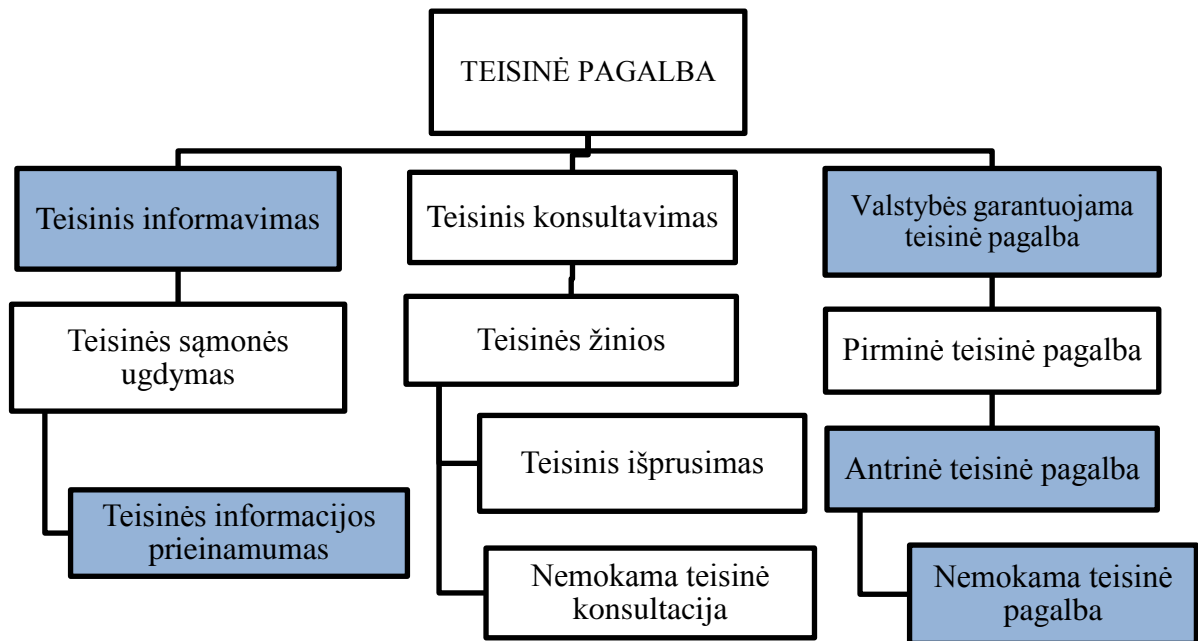 TEISINĖ PAGALBA
Teisinis informavimas
Teisinis konsultavimas
Valstybės garantuojama
teisinė pagalba
Teisinės sąmonės
ugdymas
Teisinės žinios
Pirminė teisinė pagalba
Teisinis išprusimas
Antrinė teisinė pagalba
Teisinės informacijos
prieinamumas
Nemokama teisinė
konsultacija
Nemokama teisinė
pagalba